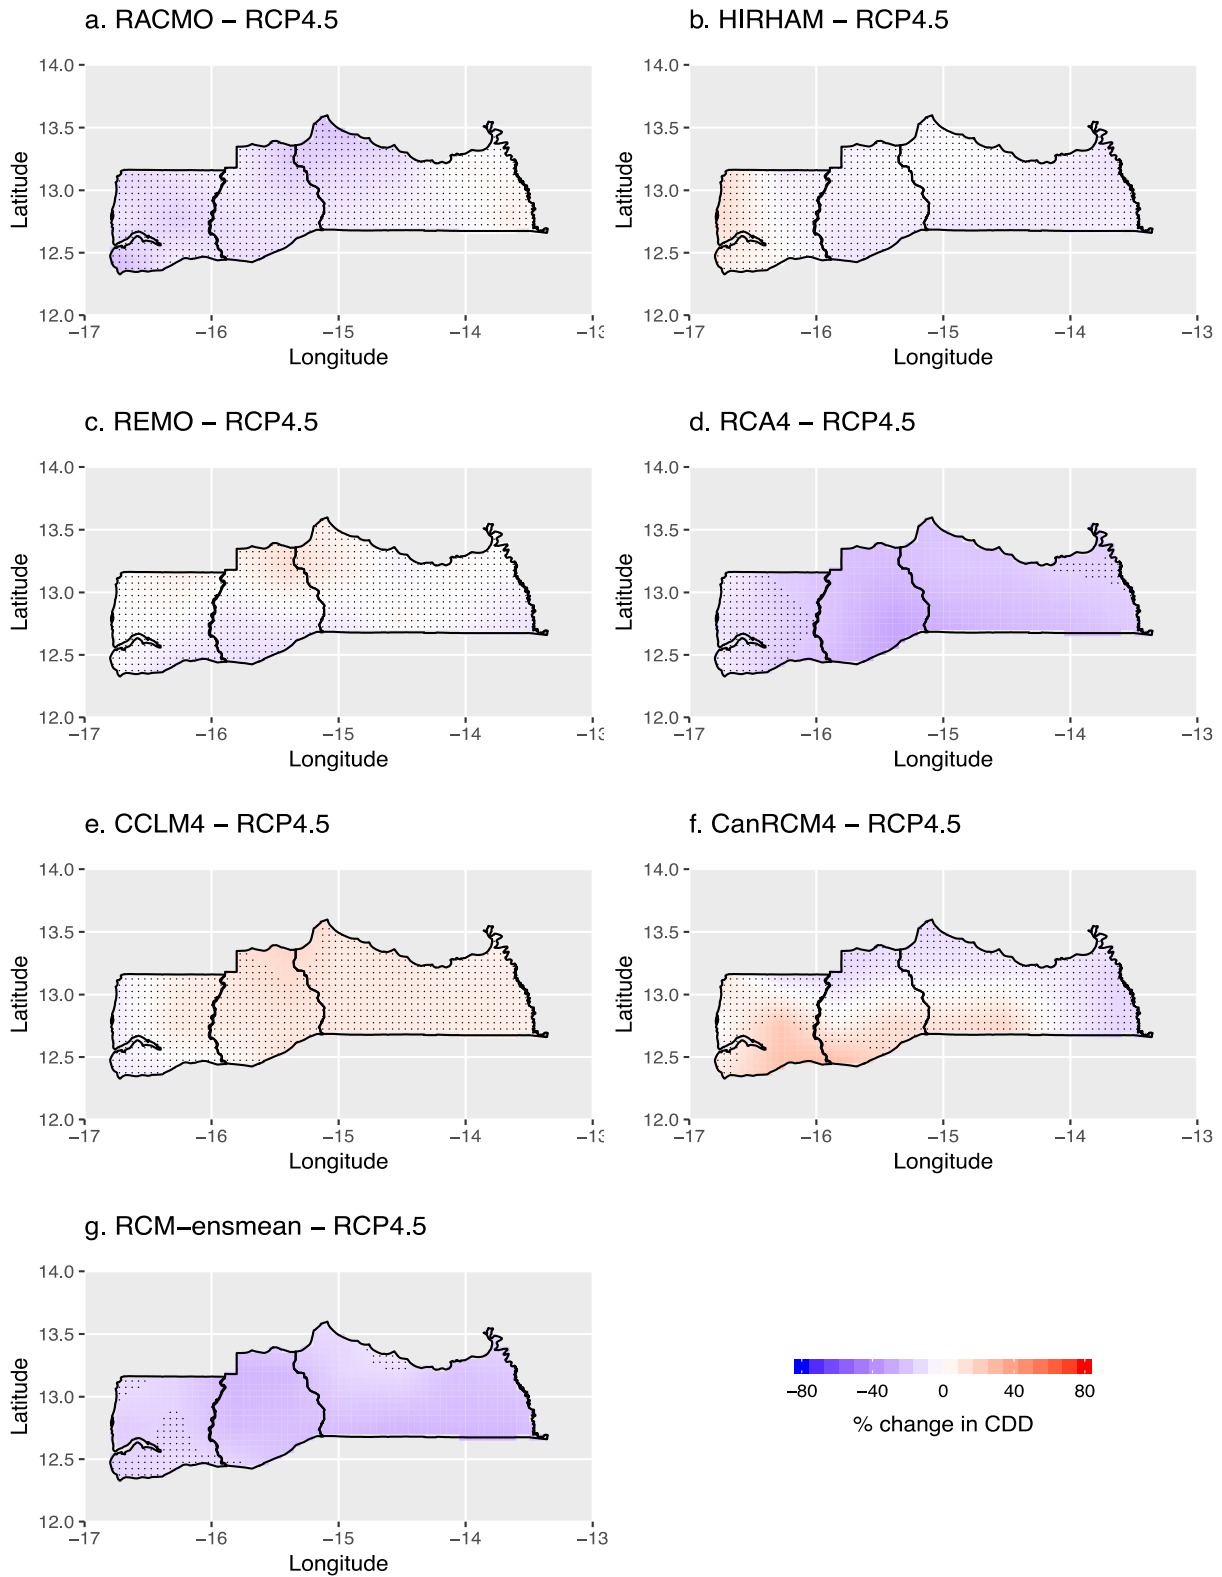 a. RACMO – RCP4.5
14.0
13.5
13.0
12.5
12.0
Latitude
−17 −16 −15 −14 −13
Longitude
b. HIRHAM – RCP4.5
14.0
13.5
13.0
12.5
12.0
Latitude
−17 −16 −15 −14 −13
Longitude
c. REMO – RCP4.5
14.0
13.5
13.0
12.5
12.0
Latitude
−17 −16 −15 −14 −13
Longitude
d. RCA4 – RCP4.5
14.0
13.5
13.0
12.5
12.0
Latitude
−17 −16 −15 −14 −13
Longitude
e. CCLM4 – RCP4.5
14.0
13.5
13.0
12.5
12.0
Latitude
−17 −16 −15 −14 −13
Longitude
f. CanRCM4 – RCP4.5
14.0
13.5
13.0
12.5
12.0
Latitude
−17 −16 −15 −14 −13
Longitude
g. RCM−ensmean – RCP4.5
14.0
13.5
13.0
12.5
12.0
Latitude
−17 −16 −15 −14 −13
Longitude
−80 −40 0 40 80
% change in CDD